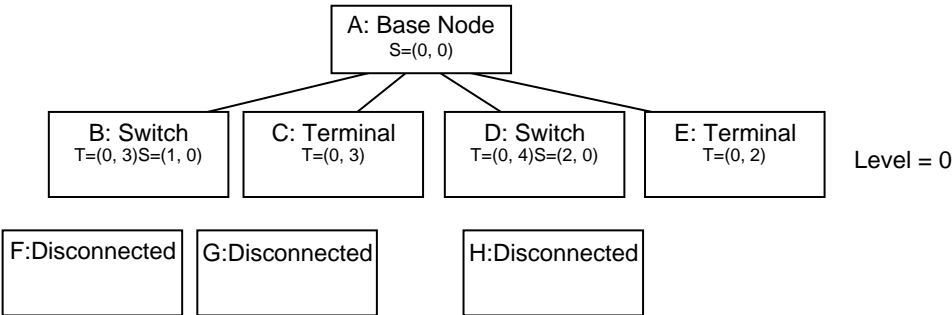 A: Base Node
S=(0, 0)
B: Switch
T=(0, 3)S=(1, 0)
C: Terminal
T=(0, 3)
D: Switch
T=(0, 4)S=(2, 0)
E: Terminal
T=(0, 2)
Level = 0
F:Disconnected
G:Disconnected
H:Disconnected